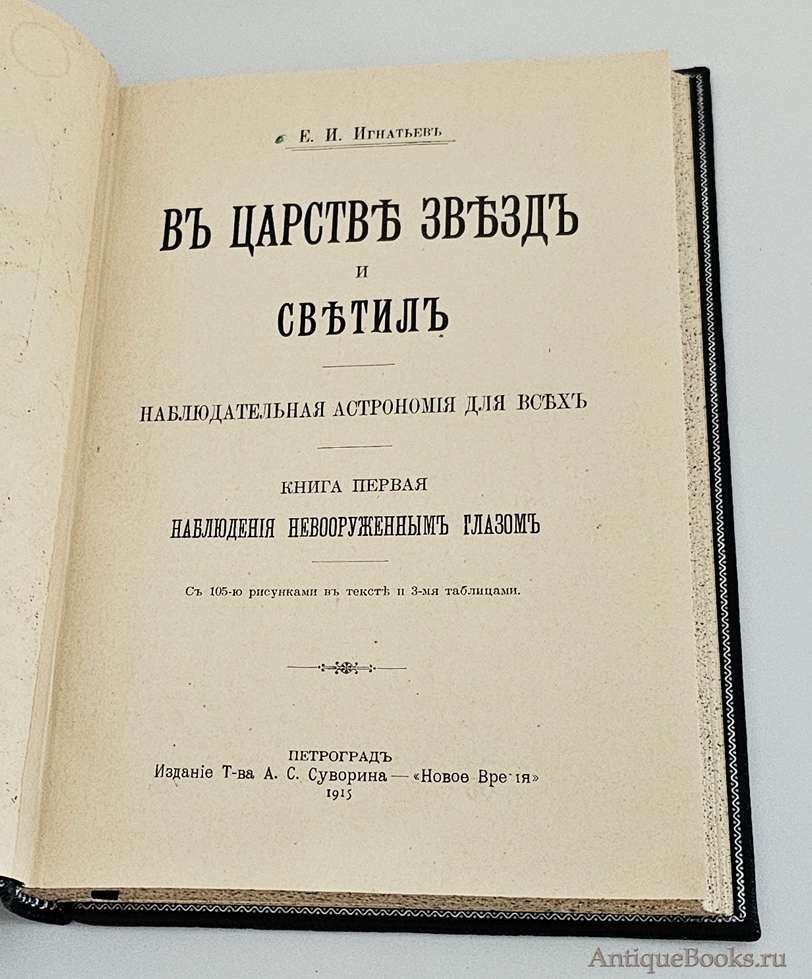 Е. И. Игнатьевъ
ВЪ ЦАРСТВѢ ЗВѢЗДЪ
И
СВѢТИЛЪ
НАБЛЮДАТЕЛЬНАЯ АСТРОНОМІЯ ДЛЯ ВСѢХЪ
КНИГА ПЕРВАЯ
НАБЛЮДЕНІЯ НЕВООРУЖЕННЫМЪ ГЛАЗОМЪ
Съ 105-ю рисунками въ текстѣ и 3-мя таблицами.
ПЕТРОГРАДЪ
Изданіе Т-ва А. С. Суворина — «Новое Время»
1915
AntiqueBooks.ru